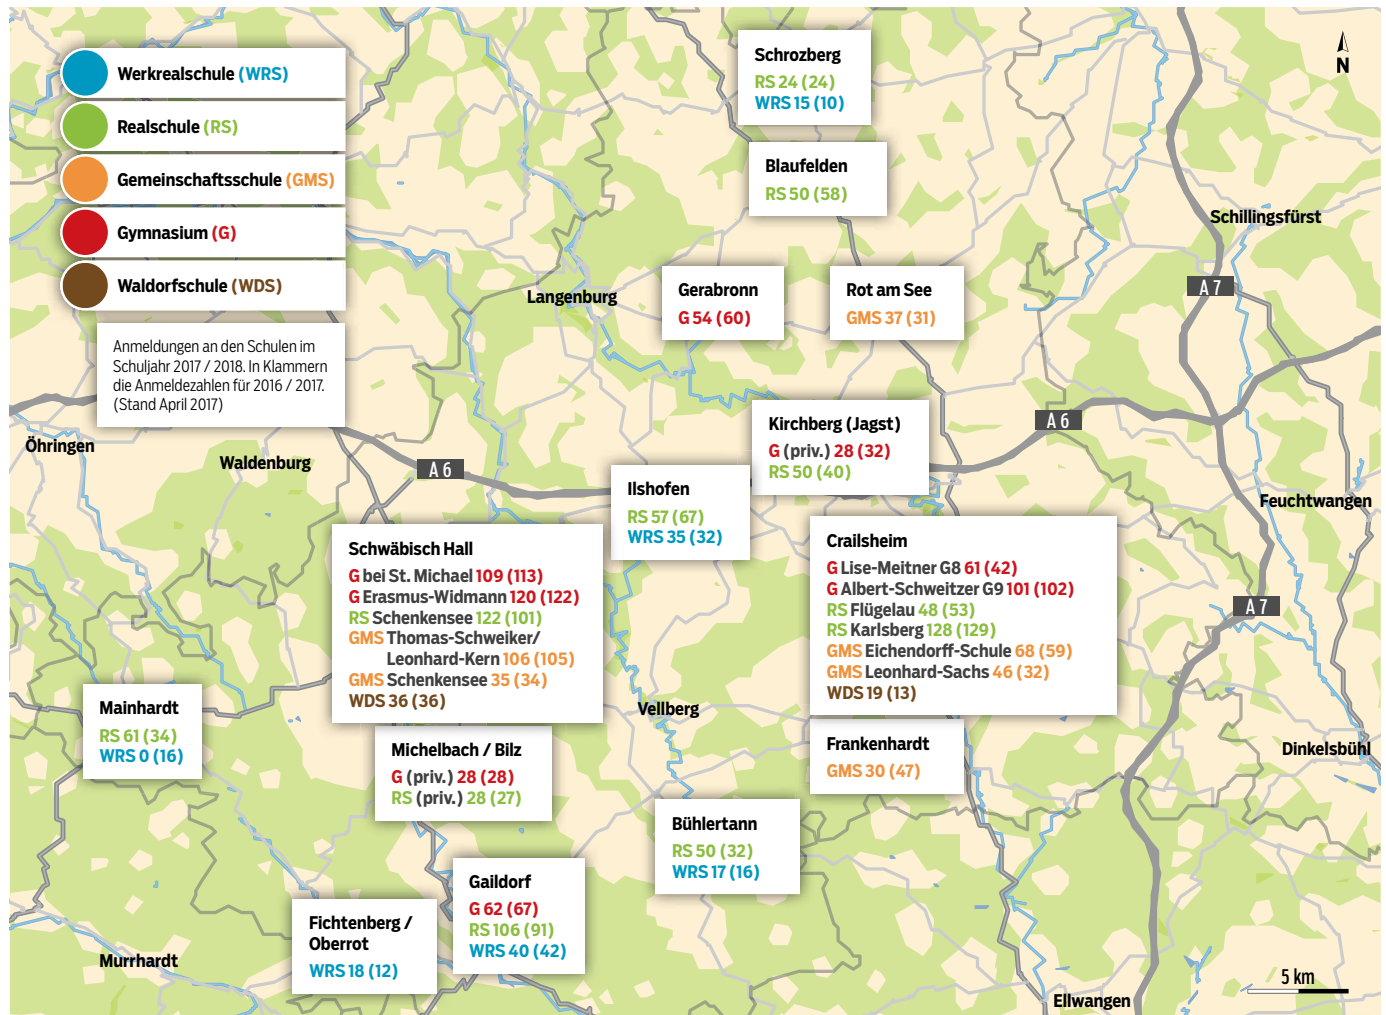 Werkrealschule (WRS)
Realschule (RS)
Gemeinschaftsschule (GMS)
Gymnasium (G)
Waldorfschule (WDS)
Anmeldungen an den Schulen im
Schuljahr 2017 / 2018. In Klammern
die Anmeldezahlen für 2016 / 2017.
(Stand April 2017)
Schrozberg
RS 24 (24)
WRS 15 (10)
N
Blaufelden
RS 50 (58)
Schillingsfürst
A 7
Langenburg
Gerabronn
G 54 (60)
Rot am See
GMS 37 (31)
Öhringen
Waldenburg
A 6
A 6
Kirchberg (Jagst)
G (priv.) 28 (32)
RS 50 (40)
Ilshofen
RS 57 (67)
WRS 35 (32)
Feuchtwangen
Schwäbisch Hall
G bei St. Michael 109 (113)
G Erasmus-Widmann 120 (122)
RS Schenkensee 122 (101)
GMS Thomas-Schweiker/
Leonhard-Kern 106 (105)
GMS Schenkensee 35 (34)
WDS 36 (36)
Crailsheim
G Lise-Meitner G8 61 (42)
G Albert-Schweitzer G9 101 (102)
RS Flügelau 48 (53)
RS Karlsberg 128 (129)
GMS Eichendorff-Schule 68 (59)
GMS Leonhard-Sachs 46 (32)
WDS 19 (13)
A 7
Mainhardt
RS 61 (34)
WRS 0 (16)
Vellberg
Michelbach / Bilz
G (priv.) 28 (28)
RS (priv.) 28 (27)
Frankenhardt
GMS 30 (47)
Dinkelsbühl
Bühlertann
RS 50 (32)
WRS 17 (16)
Gaildorf
G 62 (67)
RS 106 (91)
WRS 40 (42)
Fichtenberg /
Oberrot
WRS 18 (12)
Murrhardt
Ellwangen
5 km